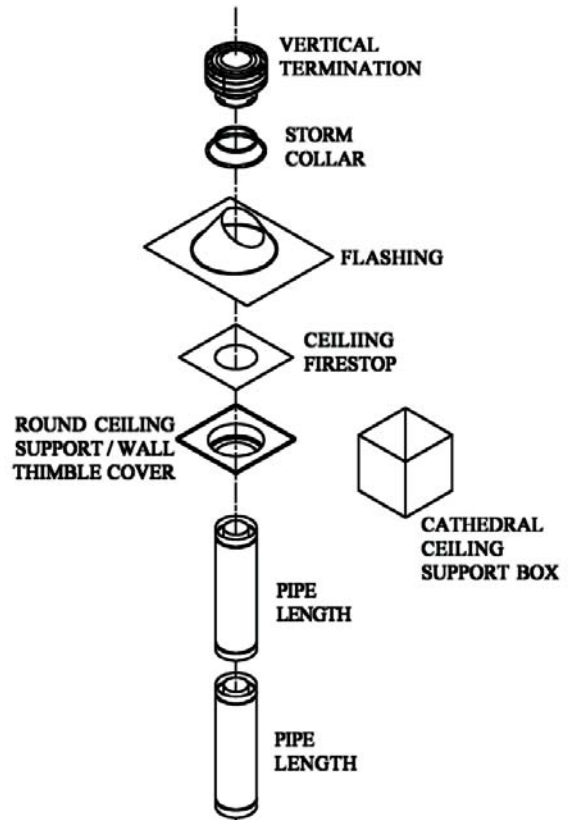 VERTICAL
TERMINATION
STORM
COLLAR
FLASHING
CEILIING
FIRESTOP
ROUND CEILING
SUPPORT / WALL
THIMBLE COVER
CATHEDRAL
CEILING
SUPPORT BOX
PIPE
LENGTH
PIPE
LENGTH